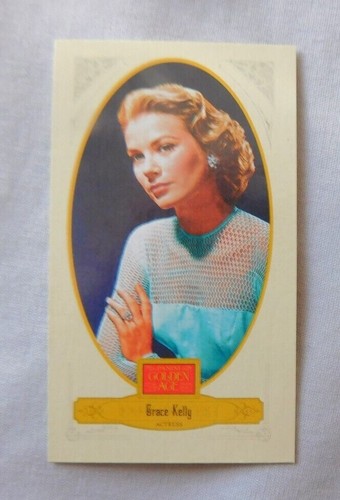 GOLDEN
AGE
Grace Kelly
ACTRESS